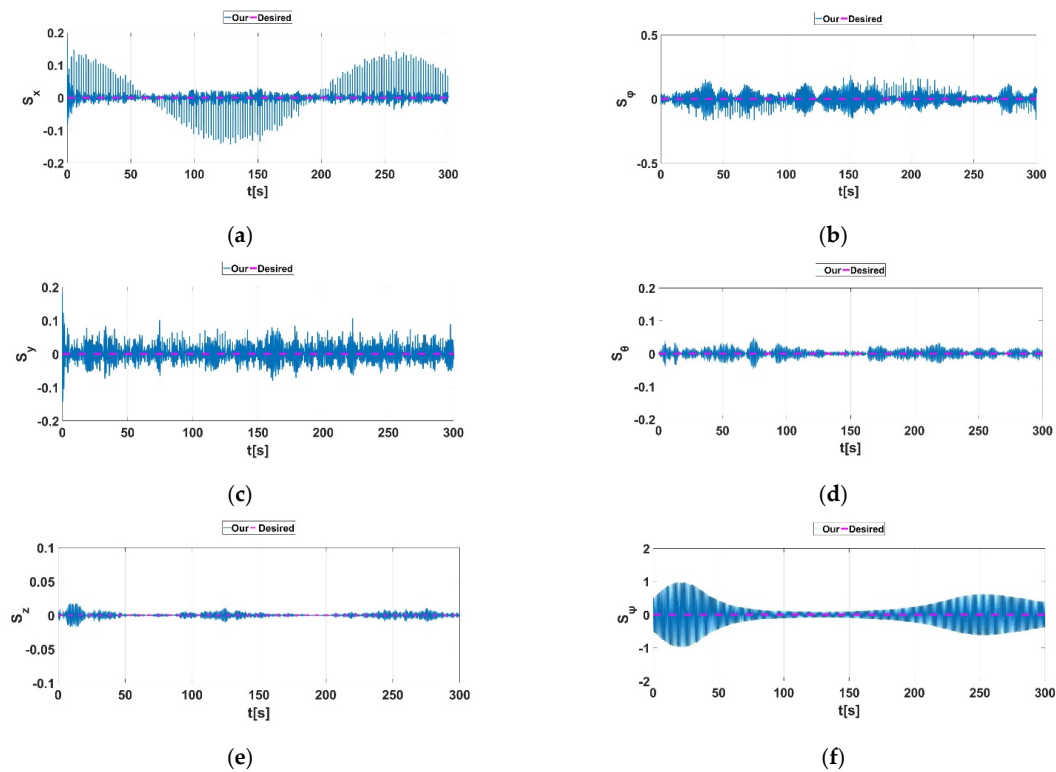 Our Desired
0.2
0.1
0
-0.1
-0.2
Sx
0 50 100 150 200 250 300
t[s]
(a)
Our Desired
0.5
0
-0.5
Sφ
0 50 100 150 200 250 300
t[s]
(b)
Our Desired
0.2
0.1
0
-0.1
-0.2
Sy
0 50 100 150 200 250 300
t[s]
(c)
Our Desired
0.2
0.1
0
-0.1
-0.2
Sθ
0 50 100 150 200 250 300
t[s]
(d)
Our Desired
0.1
0.05
0
-0.05
-0.1
Sz
0 50 100 150 200 250 300
t[s]
(e)
Our Desired
2
1
0
-1
-2
Sψ
0 50 100 150 200 250 300
t[s]
(f)